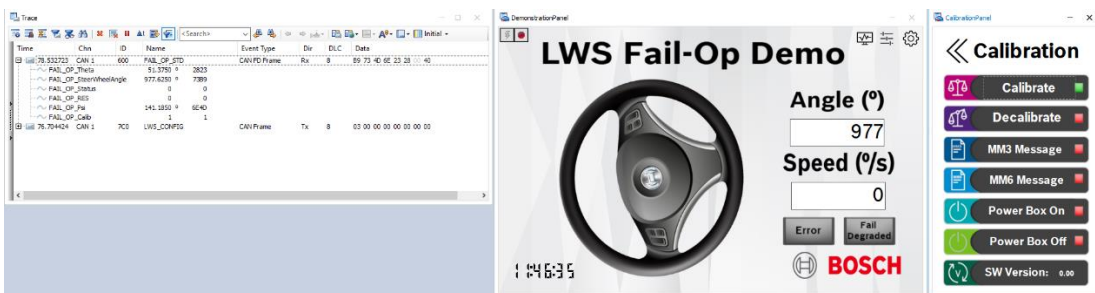 Trace
<Search>
Initial
Time Chn ID Name Event Type Dir DLC Data
78.532723 CAN 1 600 FAIL_OP_STD CAN FD Frame Rx 8 B9 73 4D 6E 23 28 00 40
FAIL_OP_Theta 51.3750 ° 2823
FAIL_OP_SteerWheelAngle 977.6250 ° 73B9
FAIL_OP_Status 0 0
FAIL_OP_RES 0 0
FAIL_OP_Psi 141.1850 ° 6E4D
FAIL_OP_Calib 1 1
76.704424 CAN 1 7C0 LWS_CONFIG CAN Frame Tx 8 03 00 00 00 00 00 00 00
DemonstrationPanel
LWS Fail-Op Demo
Angle (º)
977
Speed (º/s)
0
Error
Fail
Degraded
BOSCH
11:46:35
CalibrationPanel
Calibration
Calibrate
Decalibrate
MM3 Message
MM6 Message
Power Box On
Power Box Off
SW Version: 0.00